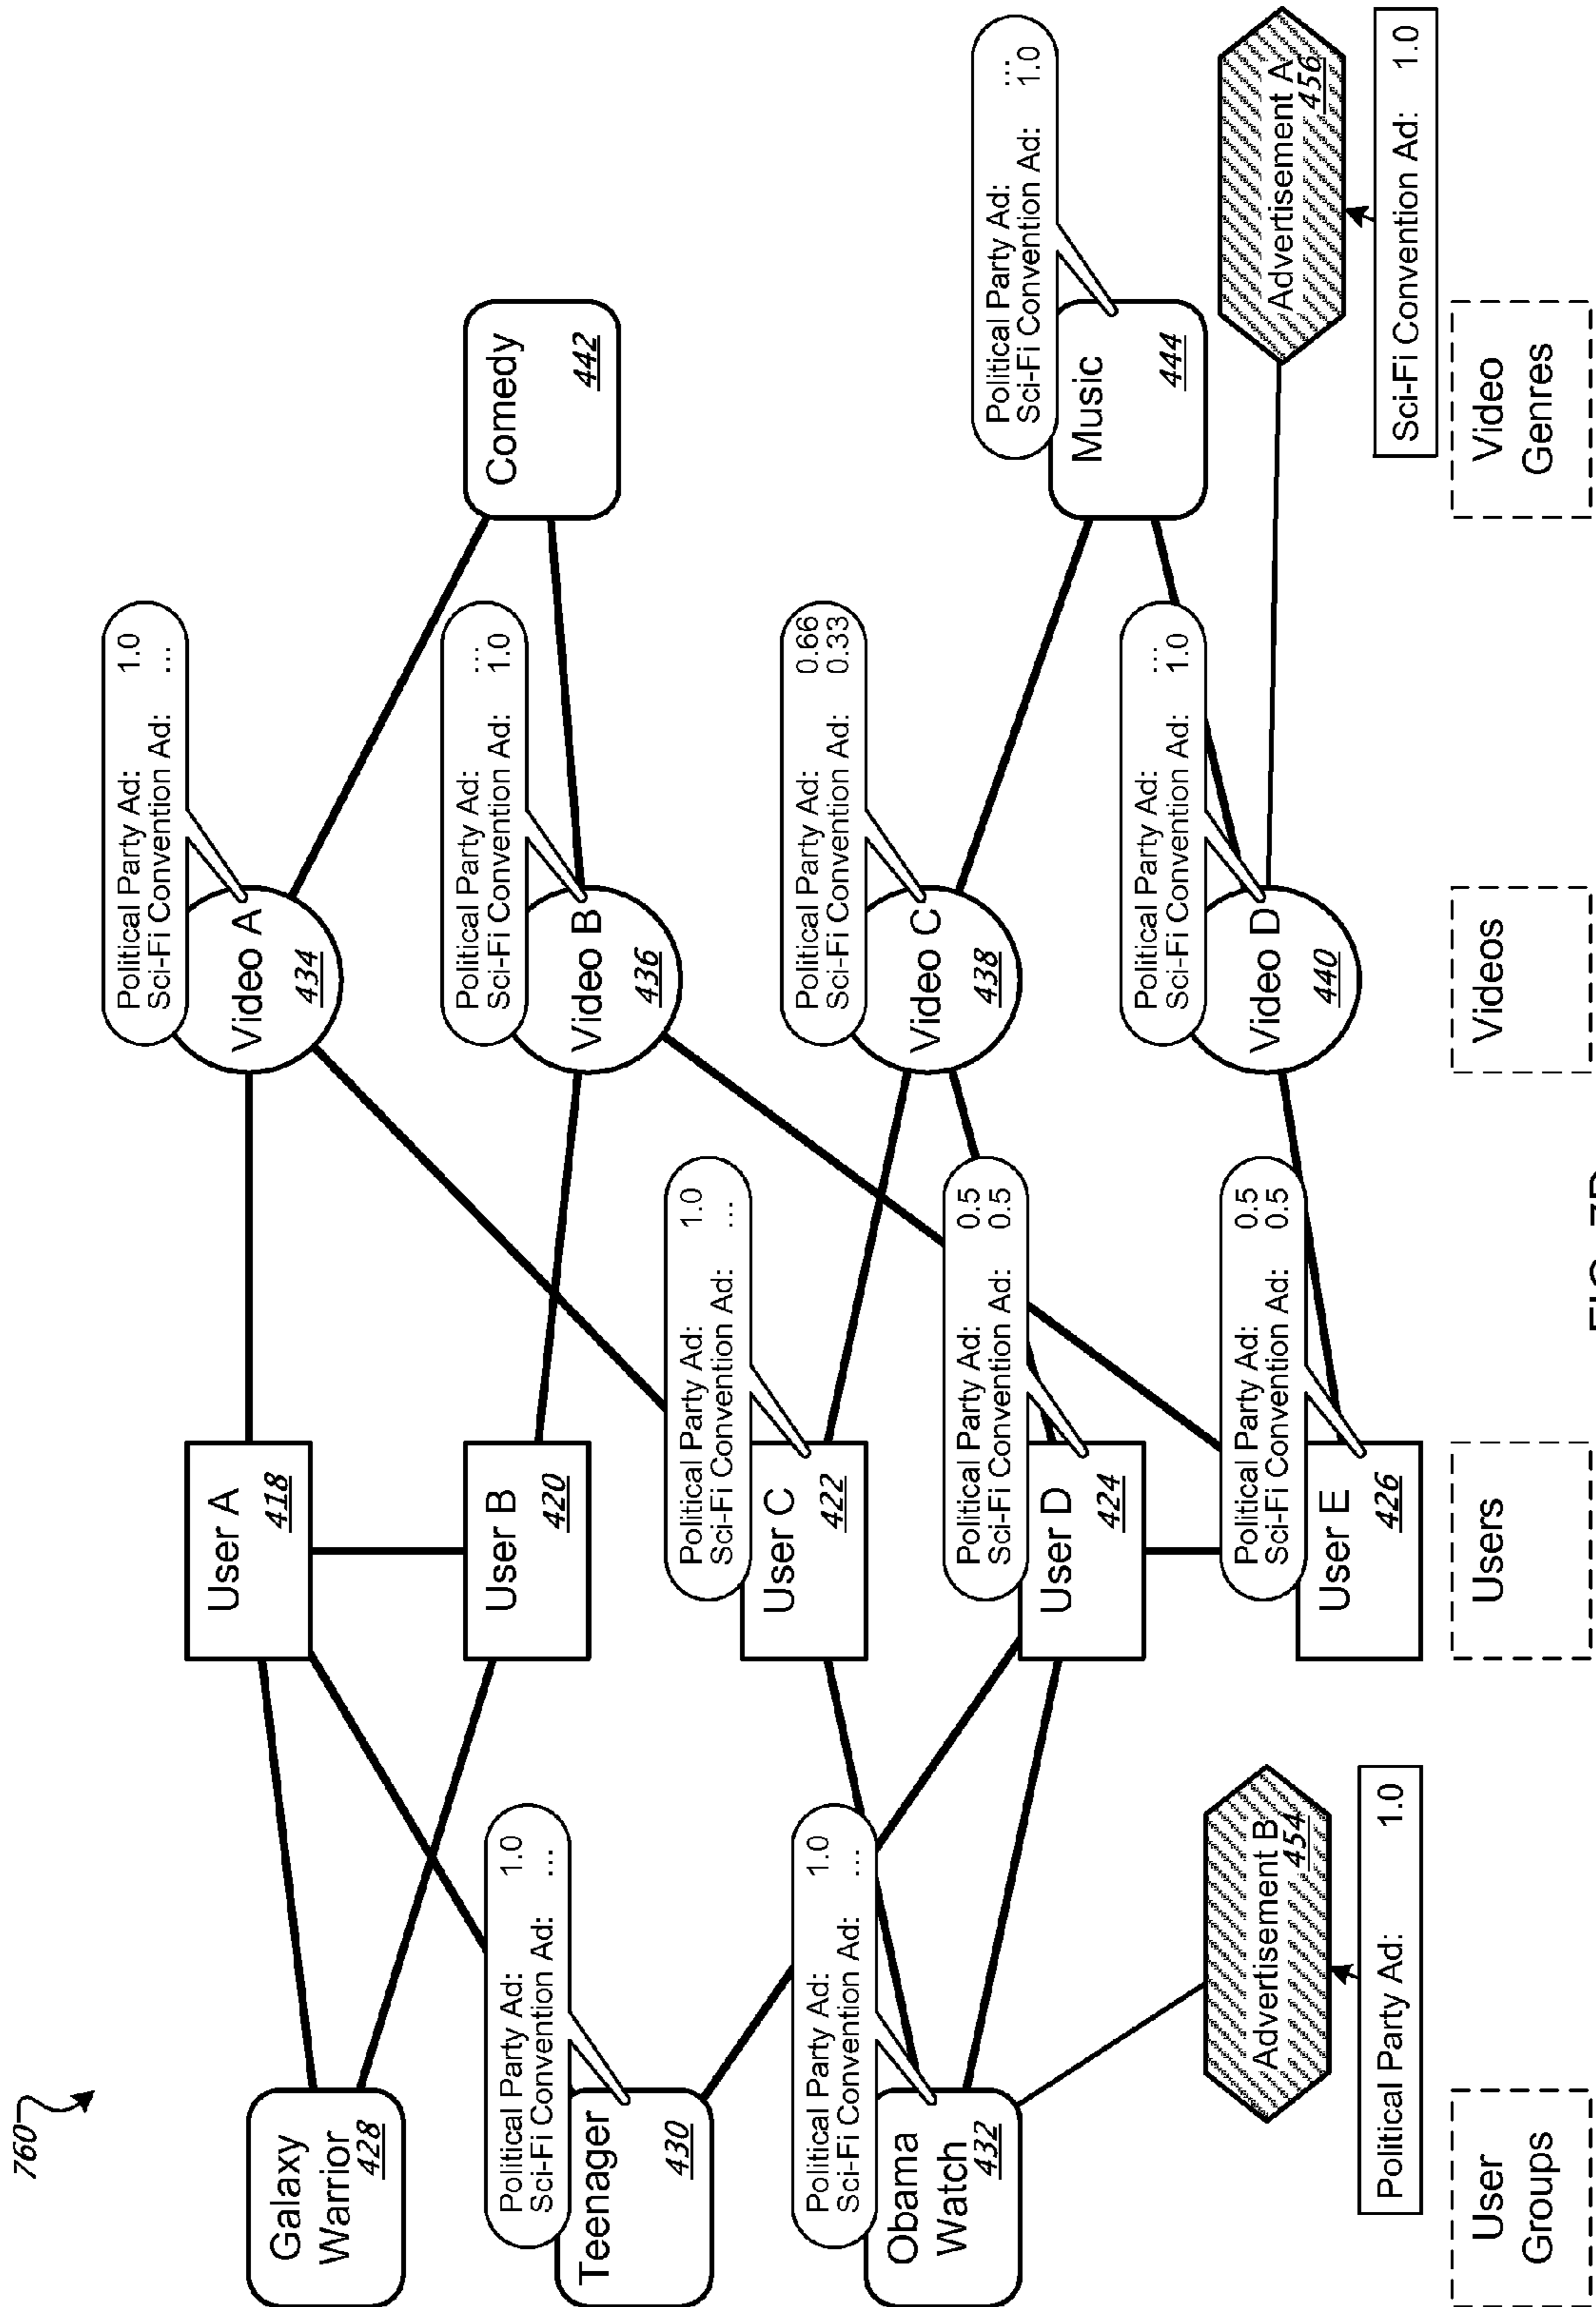 760
Galaxy
Warrior
428
Political Party Ad: 1.0
Sci-Fi Convention Ad: ...
Teenager
430
Political Party Ad: 1.0
Sci-Fi Convention Ad: ...
Obama
Watch
432
Advertisement B
454
Political Party Ad: 1.0
User
Groups
User A
418
User B
420
Political Party Ad: 1.0
Sci-Fi Convention Ad: ...
User C
422
Political Party Ad: 0.5
Sci-Fi Convention Ad: 0.5
User D
424
Political Party Ad: 0.5
Sci-Fi Convention Ad: 0.5
User E
426
Users
Political Party Ad: 1.0
Sci-Fi Convention Ad: ...
Video A
434
Political Party Ad: ...
Sci-Fi Convention Ad: 1.0
Video B
436
Political Party Ad: 0.66
Sci-Fi Convention Ad: 0.33
Video C
438
Political Party Ad: ...
Sci-Fi Convention Ad: 1.0
Video D
440
Videos
Comedy
442
Political Party Ad: ...
Sci-Fi Convention Ad: 1.0
Music
444
Advertisement A
456
Sci-Fi Convention Ad: 1.0
Video
Genres